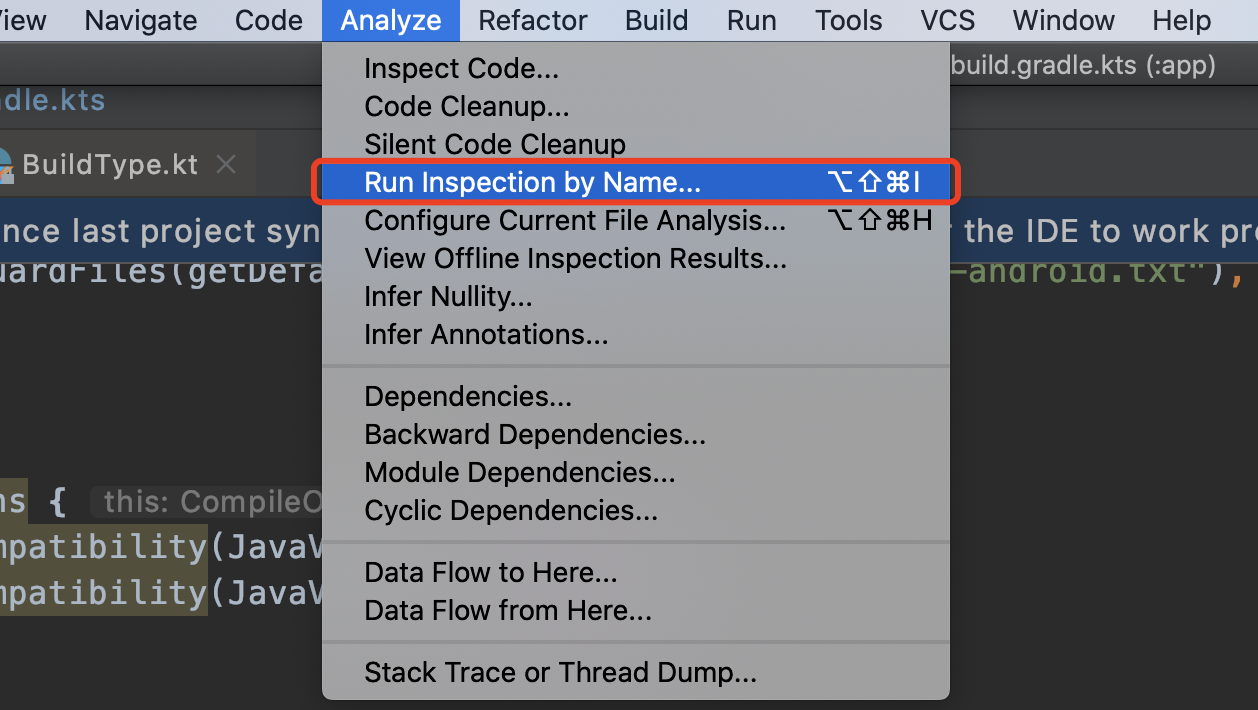 View Navigate Code Analyze Refactor Build Run Tools VCS Window Help
build.gradle.kts (:app)
dle.kts
BuildType.kt
Inspect Code...
Code Cleanup...
Silent Code Cleanup
Run Inspection by Name... ⌥⇧⌘I
Configure Current File Analysis... ⌥⇧⌘H
View Offline Inspection Results...
Infer Nullity...
Infer Annotations...
nce last project syn
r the IDE to work pro
uardFiles(getDefa
-android.txt"),
Dependencies...
Backward Dependencies...
Module Dependencies...
Cyclic Dependencies...
ns { this: CompileO
mpatibility(JavaV
mpatibility(JavaV
Data Flow to Here...
Data Flow from Here...
Stack Trace or Thread Dump...